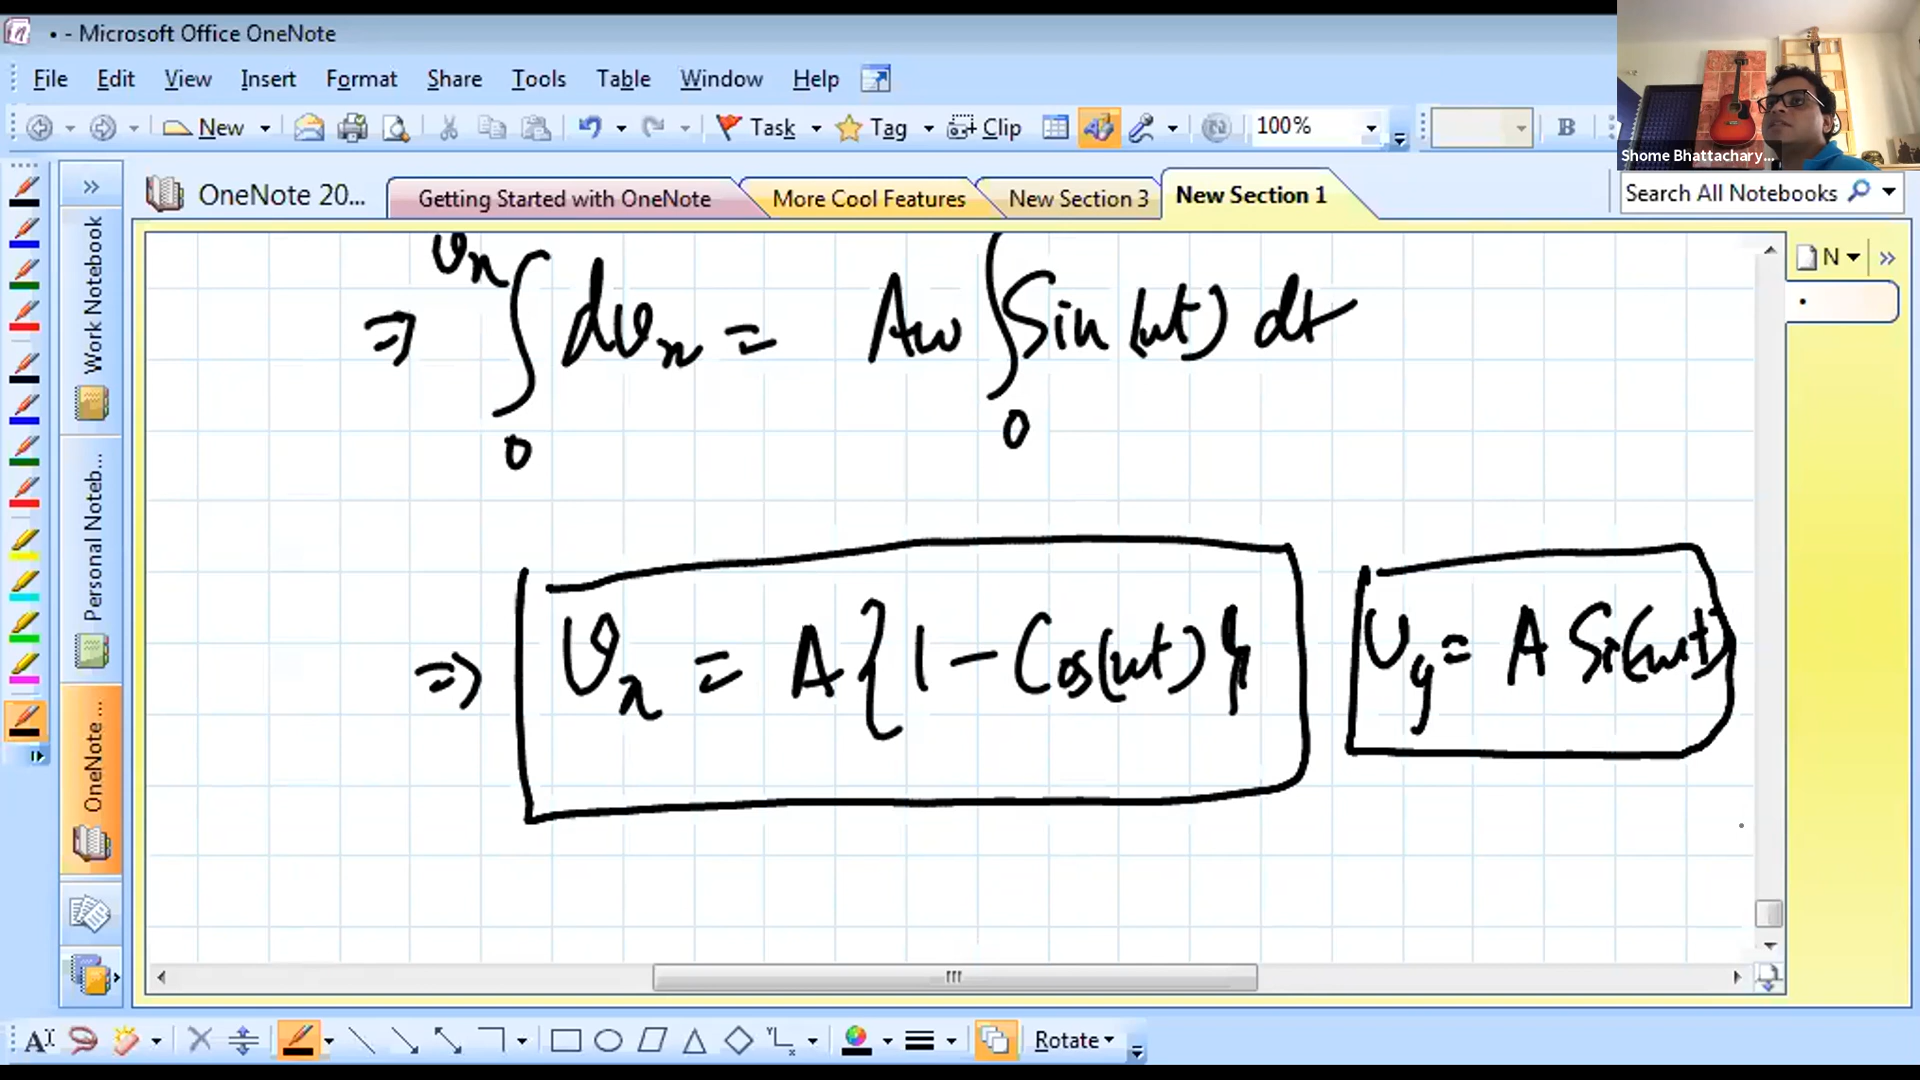 • - Microsoft Office OneNote
File Edit View Insert Format Share Tools Table Window Help
New Task Tag Clip 100% B
Shome Bhattachary...
OneNote 20... Getting Started with OneNote More Cool Features New Section 3 New Section 1 Search All Notebooks
N
Work Notebook
Personal Noteb...
OneNote ...
⇒ ∫₀^{vₓ} dvₓ = Aω ∫₀ Sin (ωt) dt
⇒ vₓ = A{1 - Cos(ωt)} v_y = A Sin(ωt)
Rotate